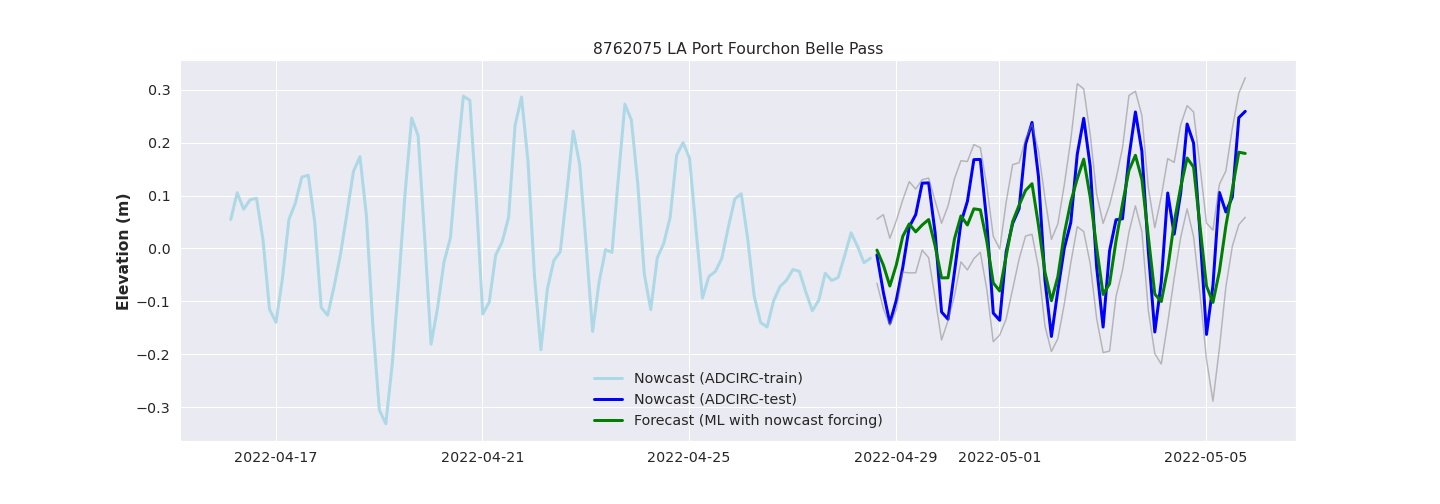 8762075 LA Port Fourchon Belle Pass
Elevation (m)
0.3
0.2
0.1
0.0
−0.1
−0.2
−0.3
Nowcast (ADCIRC-train)
Nowcast (ADCIRC-test)
Forecast (ML with nowcast forcing)
2022-04-17 2022-04-21 2022-04-25 2022-04-29 2022-05-01 2022-05-05